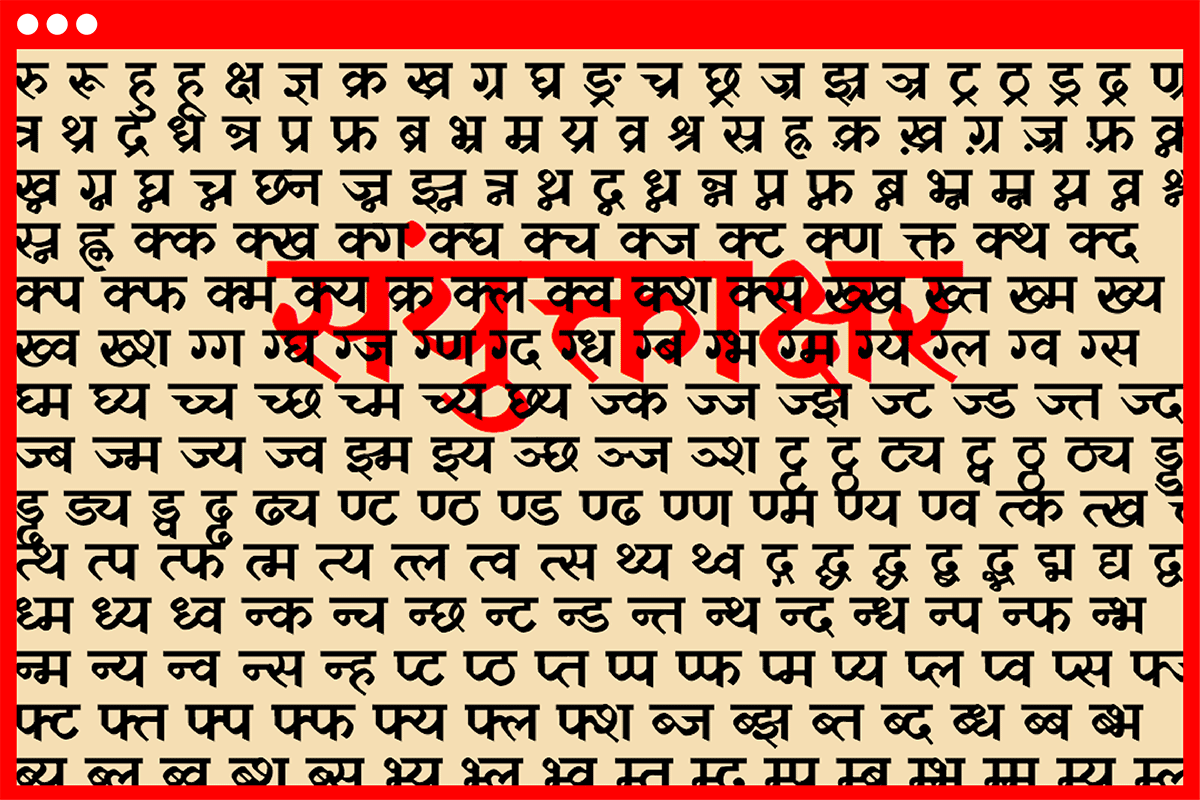 रु रू हु हू क्ष ज्ञ क्र ख्र ग्र घ्र ङ्र च्र छ्र ज्र झ्र ञ्र ट्र ठ्र ड्र ढ्र ण्र
त्र थ्र द्र ध्र न्र प्र फ्र ब्र भ्र म्र य्र व्र श्र स्र ह्र क़्र ख़्र ग़्र ज़्र फ़्र क्न
ख्न ग्न घ्न च्न छ्न ज्न झ्न त्न थ्न द्न ध्न न्न प्न फ्न ब्न भ्न म्न य्न व्न श्न
स्न ह्न क्क क्ख क्ग क्घ क्च क्ज क्ट क्ण क्त क्थ क्द
संयुक्ताक्षर
क्प क्फ क्म क्य क्र क्ल क्व क्श क्स ख्ख ख्त ख्म ख्य
ख्व ख्श ग्ग ग्घ ग्ज ग्ण ग्द ग्ध ग्ब ग्भ ग्म ग्य ग्ल ग्व ग्स
घ्म घ्य च्च च्छ च्म च्य छ्य ज्क ज्ज ज्झ ज्ट ज्ड ज्त ज्द
ज्ब ज्म ज्य ज्व झ्म झ्य ञ्छ ञ्ज ञ्श ट्ट ट्ठ ट्य ट्व ठ्ठ ठ्य ड्ड
ड्ढ ड्य ड्व ढ्ढ ढ्य ण्ट ण्ठ ण्ड ण्ढ ण्ण ण्म ण्य ण्व त्क त्ख
त्थ त्प त्फ त्म त्य त्ल त्व त्स थ्य थ्व द्ग द्ध द्ध द्ब द्भ द्म द्य द्व
ध्म ध्य ध्व न्क न्च न्छ न्ट न्ड न्त न्थ न्द न्ध न्प न्फ न्भ
न्म न्य न्व न्स न्ह प्ट प्ठ प्त प्प प्फ प्म प्य प्ल प्व प्स
फ्ट फ्त फ्प फ्फ फ्य फ्ल फ्श ब्ज ब्झ ब्त ब्द ब्ध ब्ब ब्भ
ब्य ब्ल ब्व ब्श ब्स भ्य भ्ल भ्व म्त म्द म्प म्ब म्भ म्म म्य म्ल